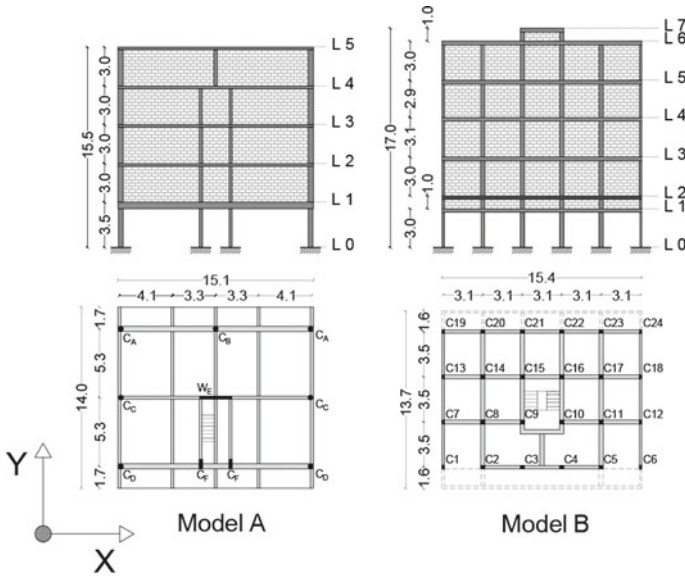 L 5
L 4
L 3
L 2
L 1
L 0
3.0
3.0
3.0
3.0
3.5
15.5
L 7
L 6
L 5
L 4
L 3
L 2
L 1
L 0
1.0
3.0
2.9
3.1
1.0
3.0
17.0
15.1
4.1 3.3 3.3 4.1
1.7
5.3
5.3
1.7
14.0
CA CB CA
WE
CC CC
CD CF CF CD
15.4
3.1 3.1 3.1 3.1 3.1
1.6
3.5
3.5
3.5
1.6
13.7
C19 C20 C21 C22 C23 C24
C13 C14 C15 C16 C17 C18
C7 C8 C9 C10 C11 C12
C1 C2 C3 C4 C5 C6
Y
X
Model A
Model B